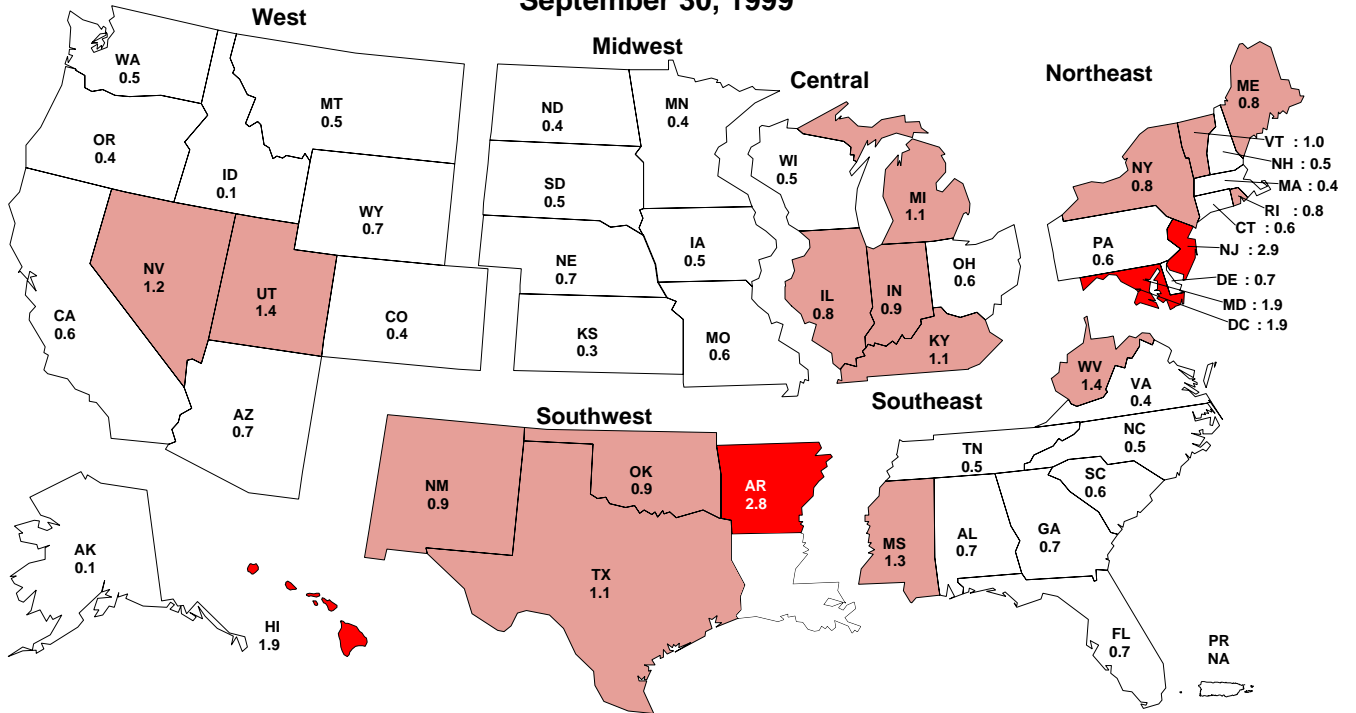 September 30, 1999
West
Midwest
Central
Northeast
WA
0.5
MT
0.5
OR
0.4
ID
0.1
WY
0.7
NV
1.2
UT
1.4
CO
0.4
CA
0.6
AZ
0.7
ND
0.4
MN
0.4
SD
0.5
NE
0.7
IA
0.5
KS
0.3
MO
0.6
WI
0.5
MI
1.1
IL
0.8
IN
0.9
OH
0.6
KY
1.1
ME
0.8
VT : 1.0
NH : 0.5
NY
0.8
MA : 0.4
RI : 0.8
CT : 0.6
PA
0.6
NJ : 2.9
DE : 0.7
MD : 1.9
DC : 1.9
Southwest
Southeast
WV
1.4
VA
0.4
NM
0.9
OK
0.9
AR
2.8
TX
1.1
TN
0.5
NC
0.5
SC
0.6
MS
1.3
AL
0.7
GA
0.7
FL
0.7
AK
0.1
HI
1.9
PR
NA